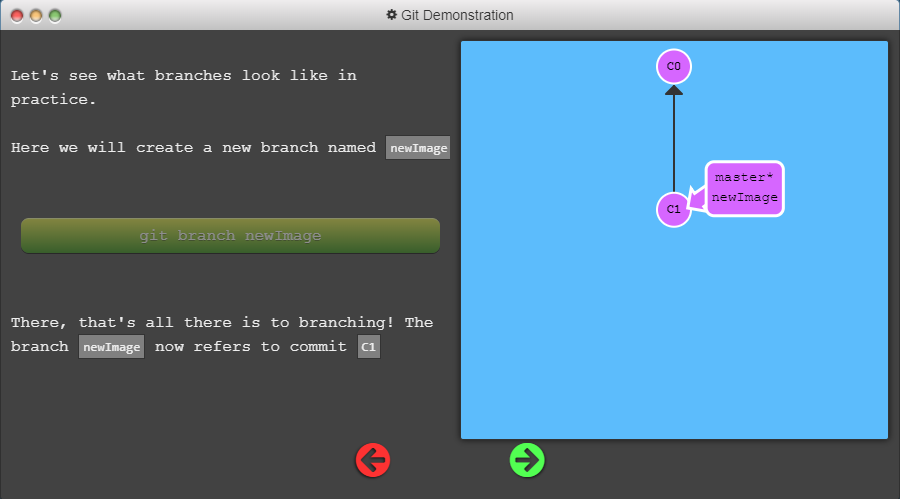 Git Demonstration
Let's see what branches look like in
practice.
Here we will create a new branch named newImage
git branch newImage
There, that's all there is to branching! The
branch newImage now refers to commit C1
C0
master*
newImage
C1